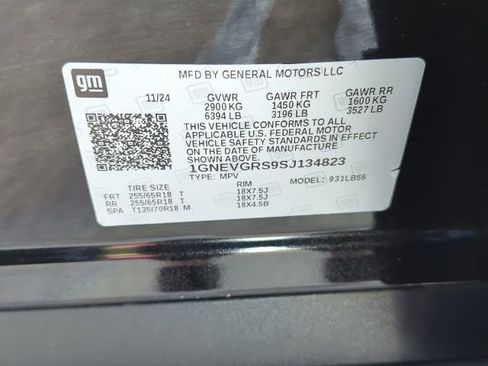 gm
MFD BY GENERAL MOTORS LLC
11/24 GVWR GAWR FRT GAWR RR
2900 KG 1450 KG 1600 KG
6394 LB 3196 LB 3527 LB
THIS VEHICLE CONFORMS TO ALL
APPLICABLE U.S. FEDERAL MOTOR
VEHICLE SAFETY STANDARDS IN EFFECT
ON THE DATE OF MANUFACTURE
SHOWN ABOVE.
1GNEVGRS9SJ134823
TYPE: MPV MODEL: 931LB56
TIRE SIZE RIM
FRT 255/65R18 T 18X7.5J
RR 255/65R18 T 18X7.5J
SPA T135/70R18 M 18X4.5B